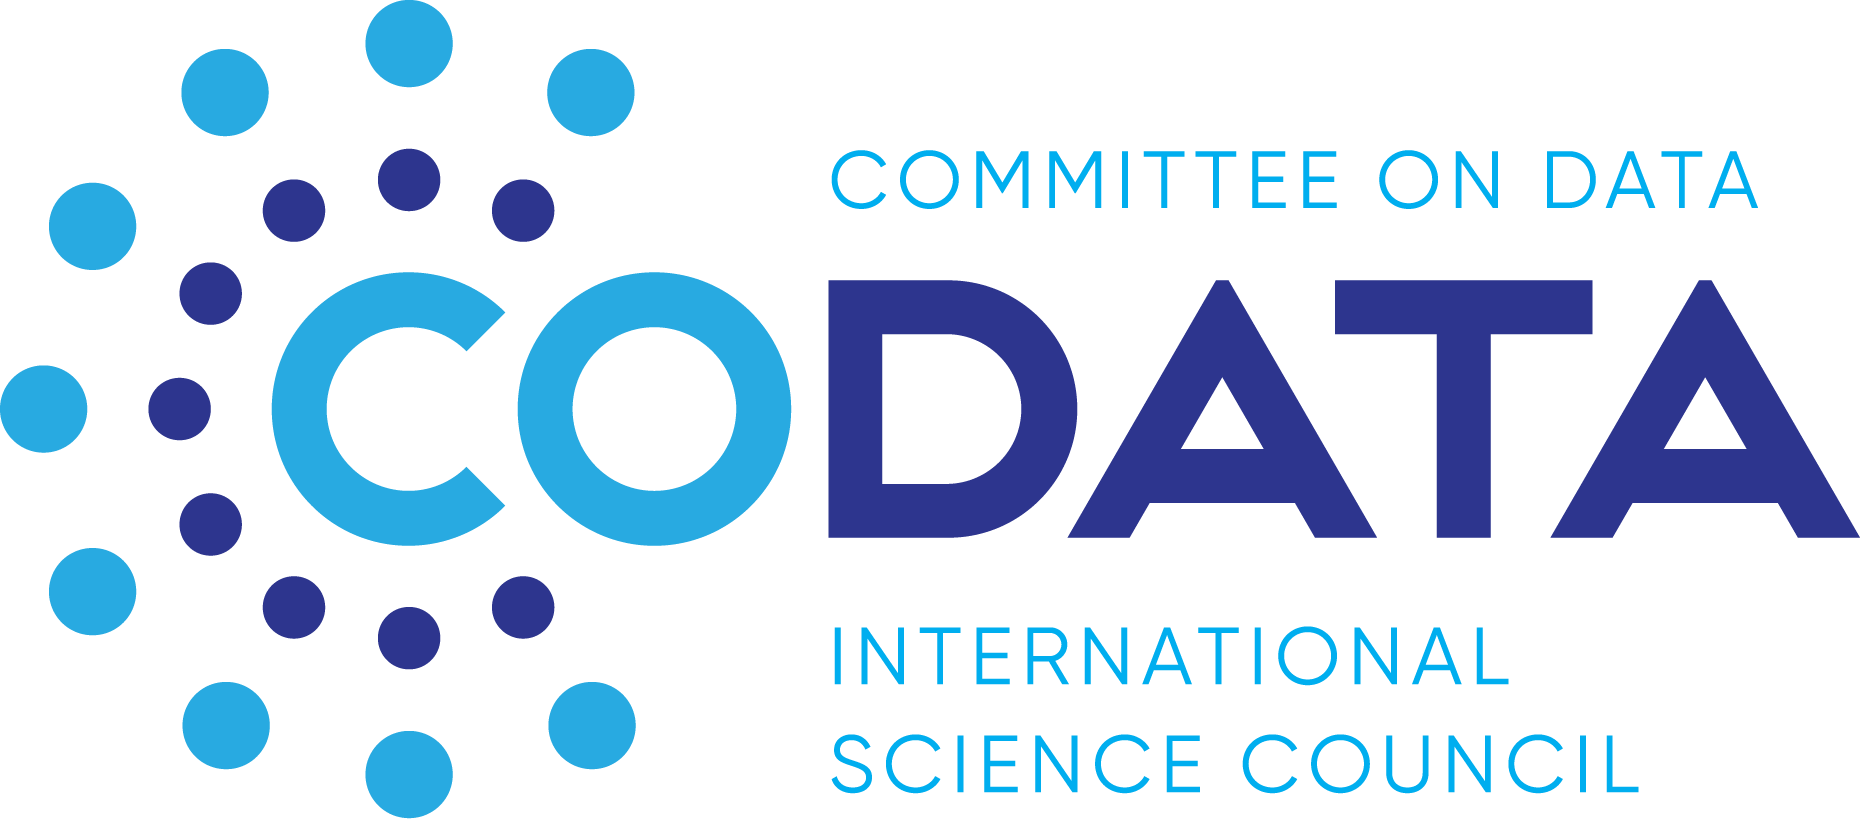 COMMITTEE ON DATA
CODATA
INTERNATIONAL
SCIENCE COUNCIL